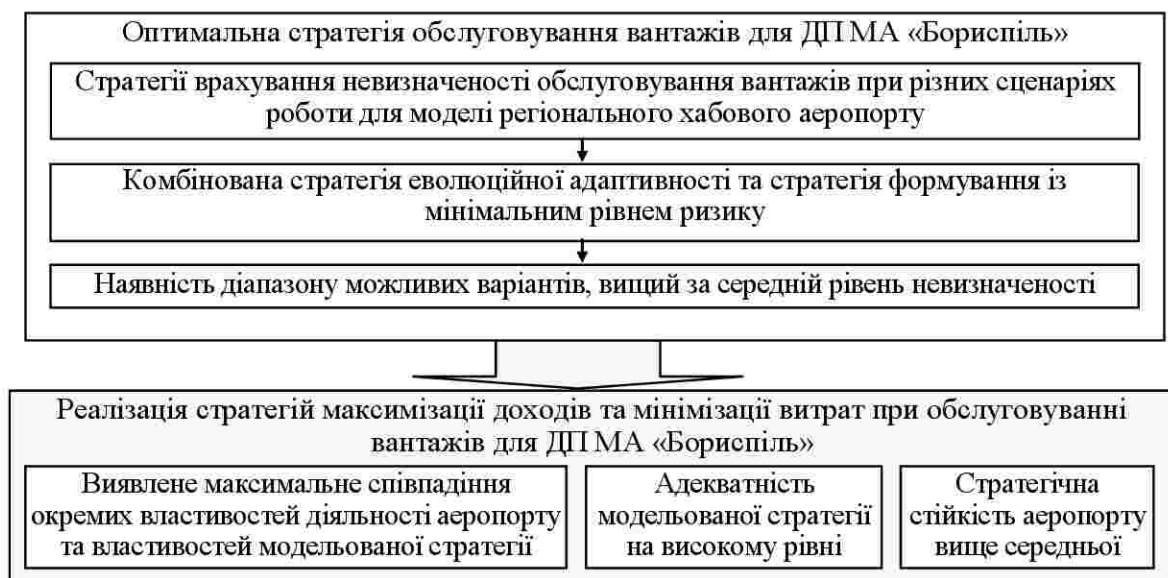 Оптимальна стратегія обслуговування вантажів для ДП МА «Бориспіль»
Стратегії врахування невизначеності обслуговування вантажів при різних сценаріях
роботи для моделі регіонального хабового аеропорту
Комбінована стратегія еволюційної адаптивності та стратегія формування із
мінімальним рівнем ризику
Наявність діапазону можливих варіантів, вищий за середній рівень невизначеності
Реалізація стратегій максимізації доходів та мінімізації витрат при обслуговуванні
вантажів для ДП МА «Бориспіль»
Виявлене максимальне співпадіння
окремих властивостей діяльності аеропорту
та властивостей модельованої стратегії
Адекватність
модельованої стратегії
на високому рівні
Стратегічна
стійкість аеропорту
вище середньої